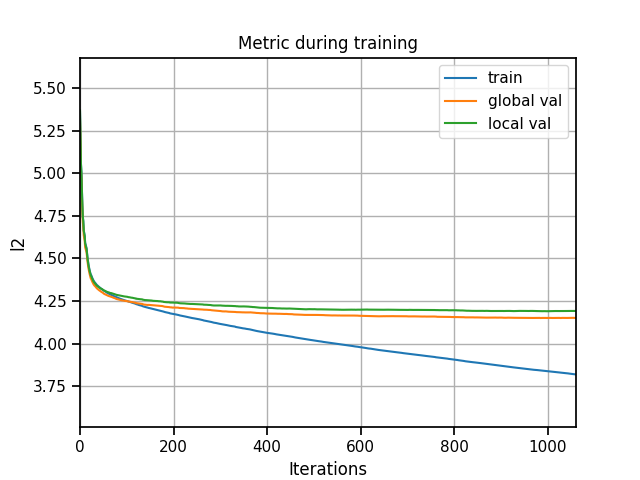 Metric during training
train
global val
local val
5.50
5.25
5.00
4.75
4.50
4.25
4.00
3.75
l2
0 200 400 600 800 1000
Iterations